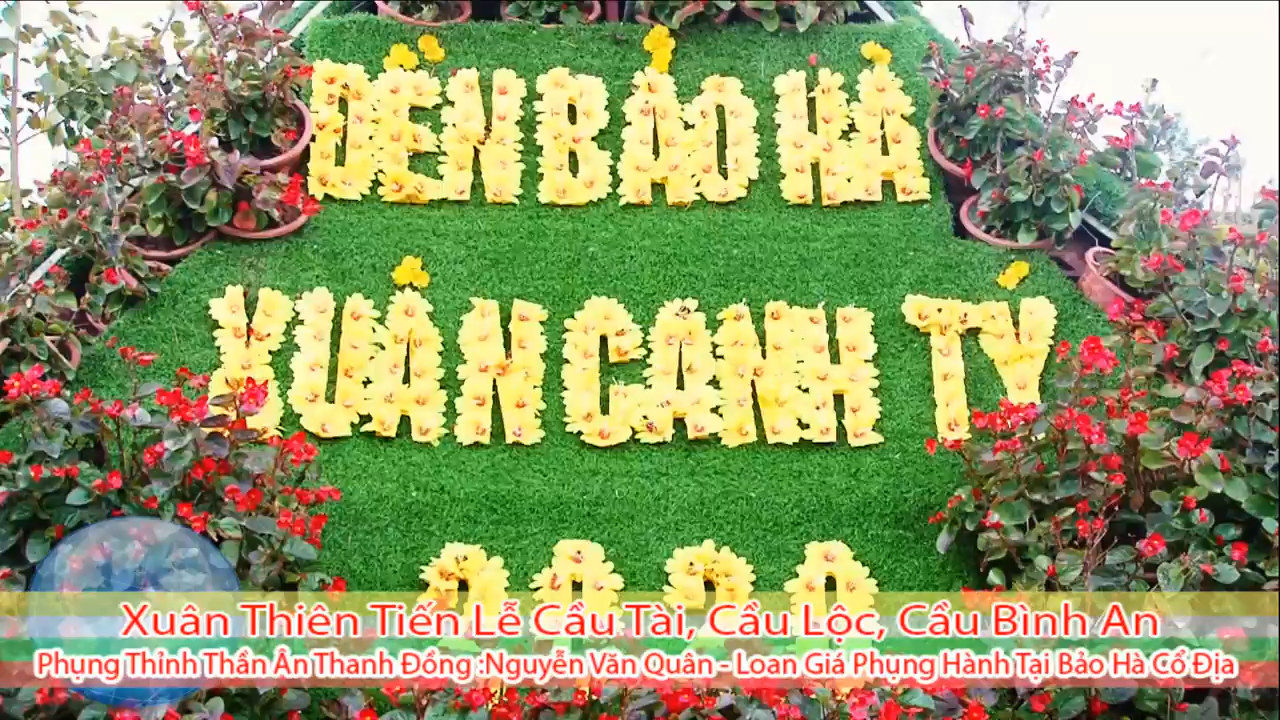 ĐỀN BẢO HÀ
XUÂN CANH TÝ
2020
Xuân Thiên Tiến Lễ Cầu Tài, Cầu Lộc, Cầu Bình An
Phụng Thỉnh Thần Ân Thanh Đồng :Nguyễn Văn Quân - Loan Giá Phụng Hành Tại Bảo Hà Cổ Địa